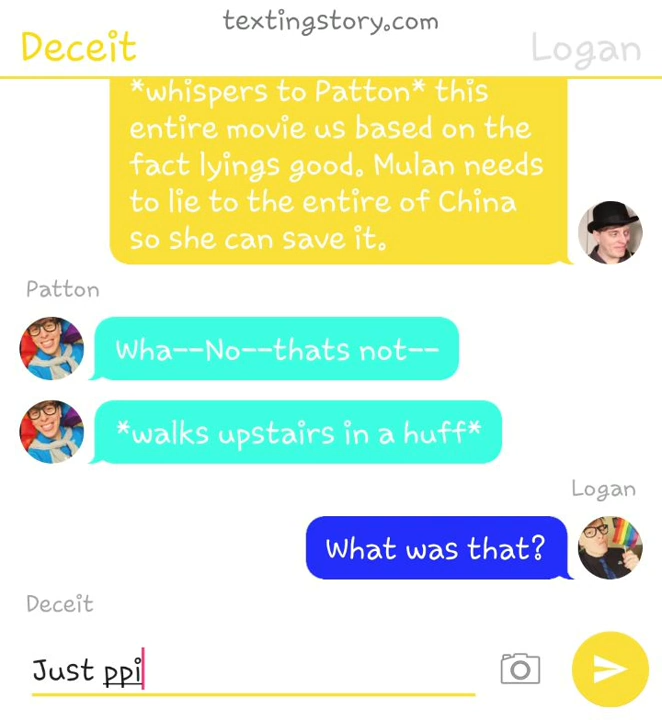 textingstory.com
Deceit
Logan
*whispers to Patton* this
entire movie us based on the
fact lyings good. Mulan needs
to lie to the entire of China
so she can save it.
Patton
Wha--No--thats not--
*walks upstairs in a huff*
Logan
What was that?
Deceit
Just ppi